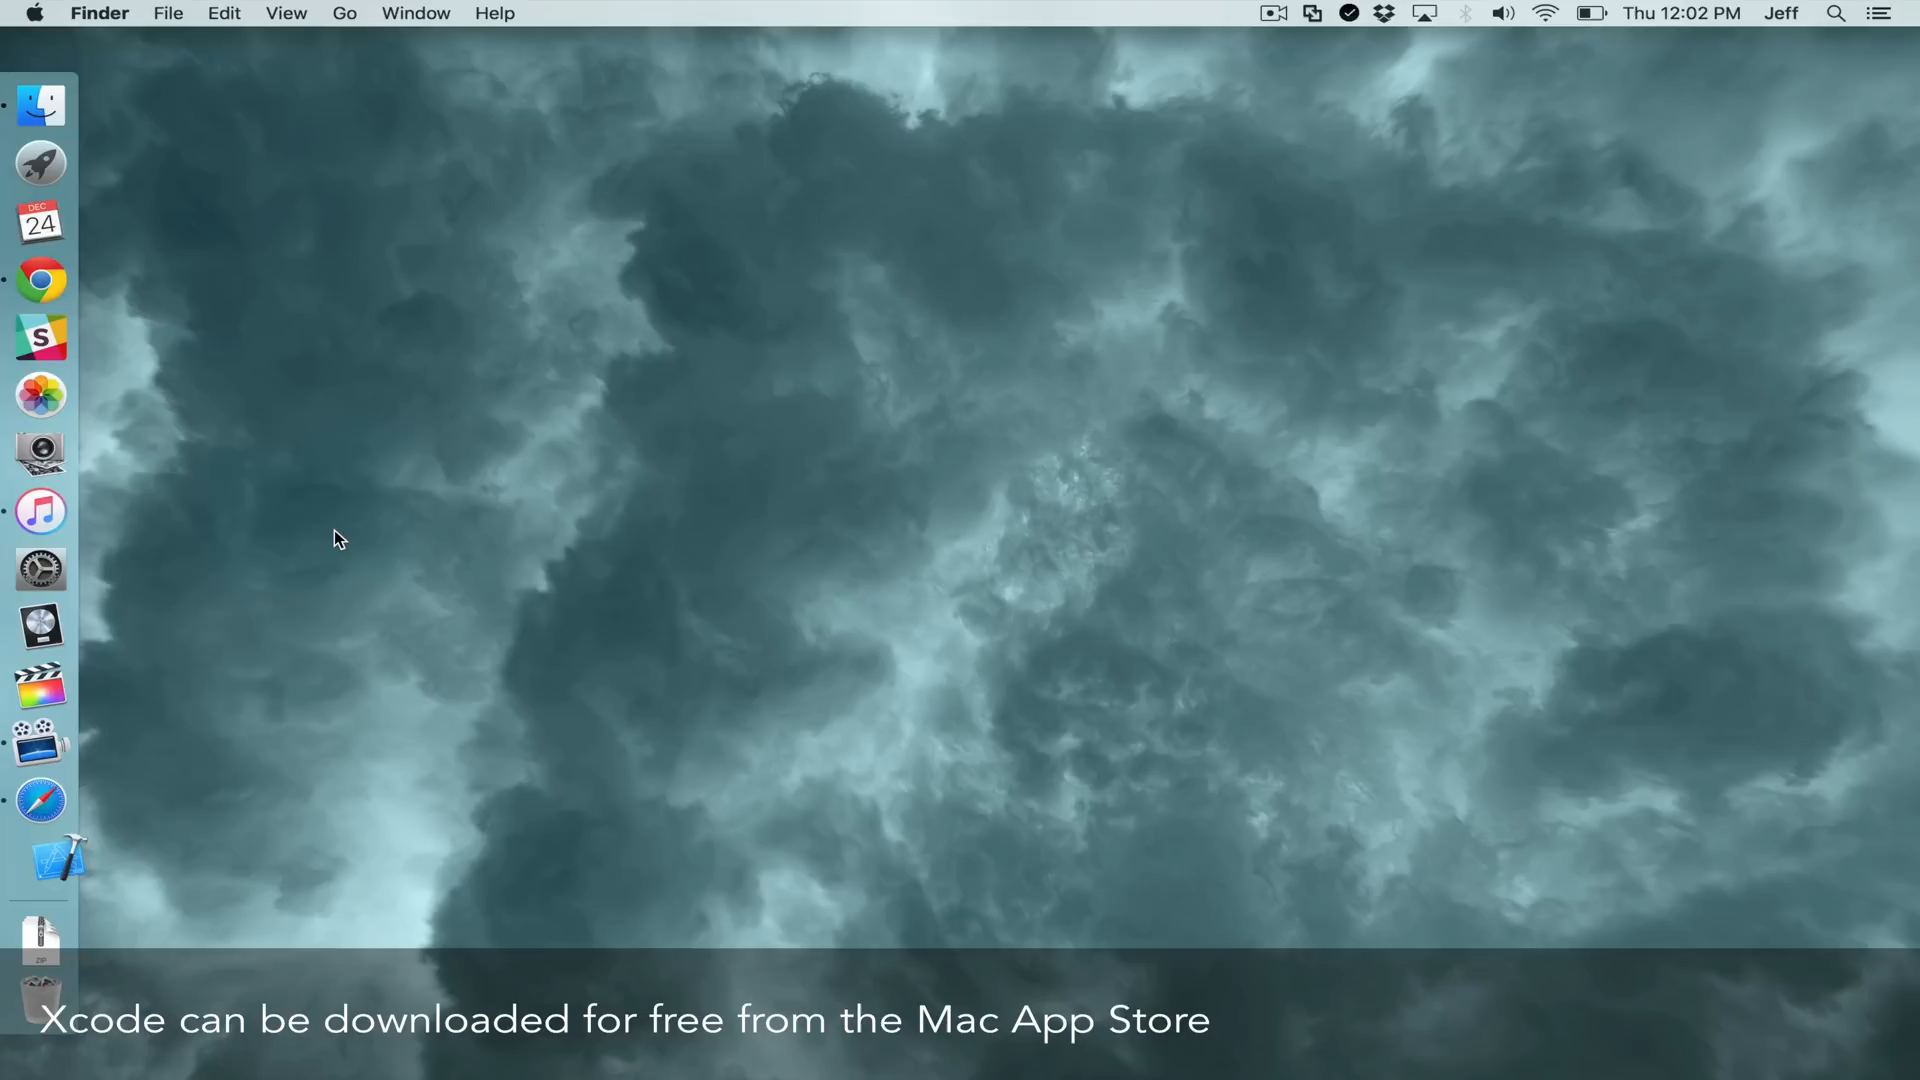 Finder File Edit View Go Window Help Thu 12:02 PM Jeff
DEC
24
S
ZIP
Xcode can be downloaded for free from the Mac App Store